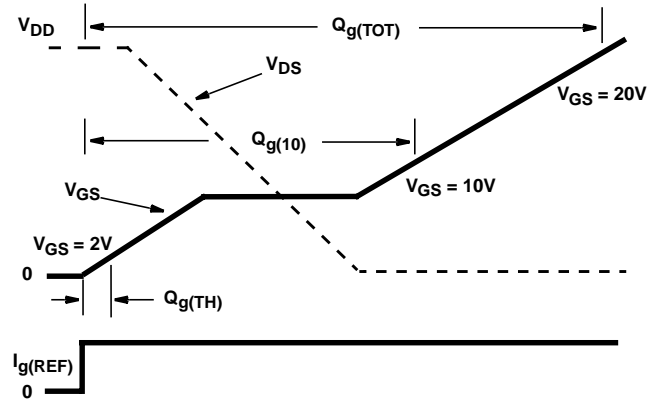 V_DD
Q_g(TOT)
V_DS
V_GS = 20V
Q_g(10)
V_GS = 10V
V_GS
V_GS = 2V
0
Q_g(TH)
I_g(REF)
0